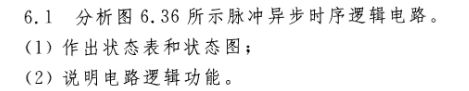 6.1 分析图 6.36 所示脉冲异步时序逻辑电路。
(1) 作出状态表和状态图；
(2) 说明电路逻辑功能。